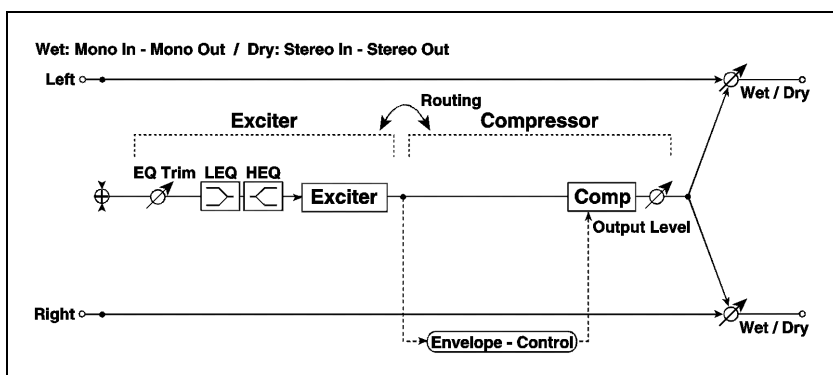 Wet: Mono In - Mono Out / Dry: Stereo In - Stereo Out
Left
Wet / Dry
Routing
Exciter
Compressor
EQ Trim
LEQ
HEQ
Exciter
Comp
Output Level
Right
Wet / Dry
Envelope - Control